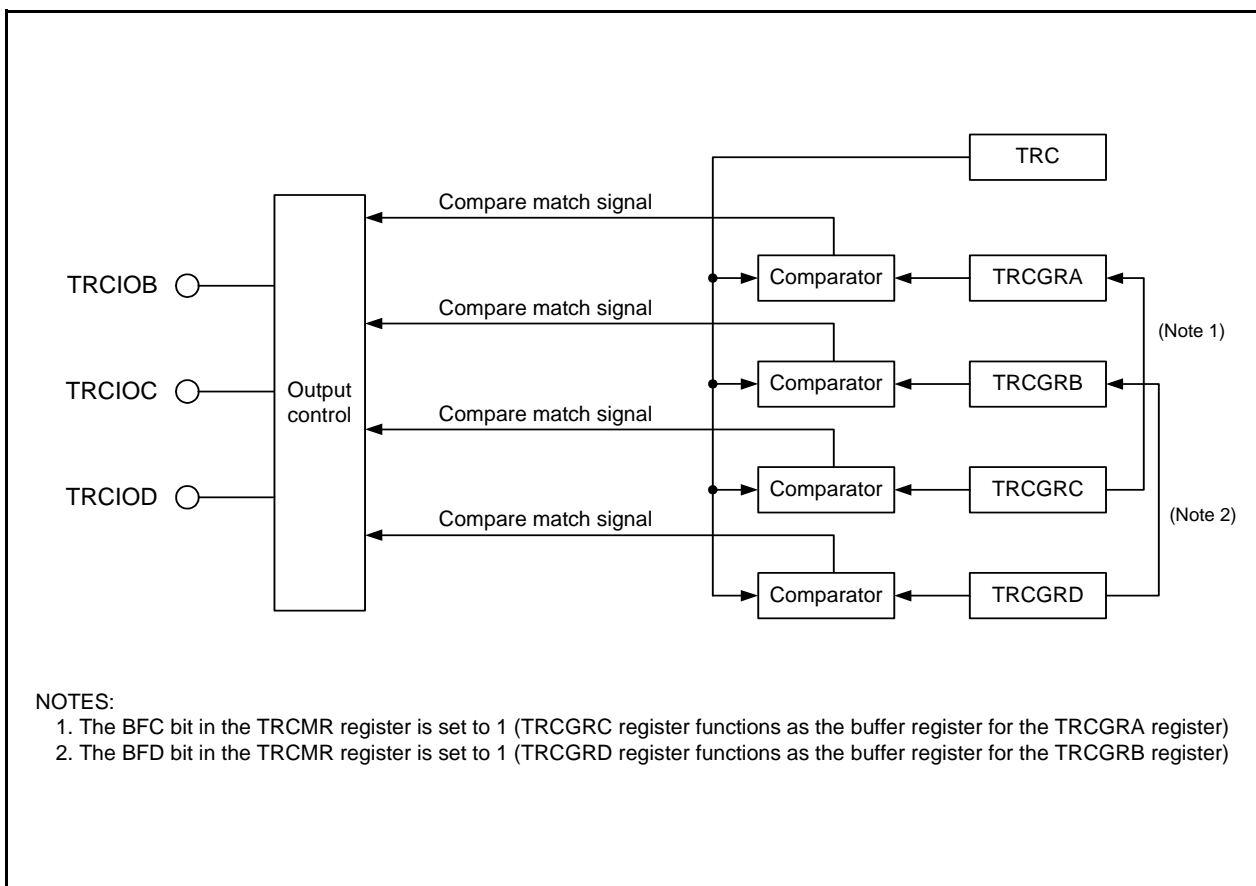 TRC
Compare match signal
Comparator
TRCGRA
TRCIOB
Compare match signal
(Note 1)
Comparator
TRCGRB
TRCIOC
Output
control
Compare match signal
Comparator
TRCGRC
TRCIOD
(Note 2)
Compare match signal
Comparator
TRCGRD
NOTES:
1. The BFC bit in the TRCMR register is set to 1 (TRCGRC register functions as the buffer register for the TRCGRA register)
2. The BFD bit in the TRCMR register is set to 1 (TRCGRD register functions as the buffer register for the TRCGRB register)